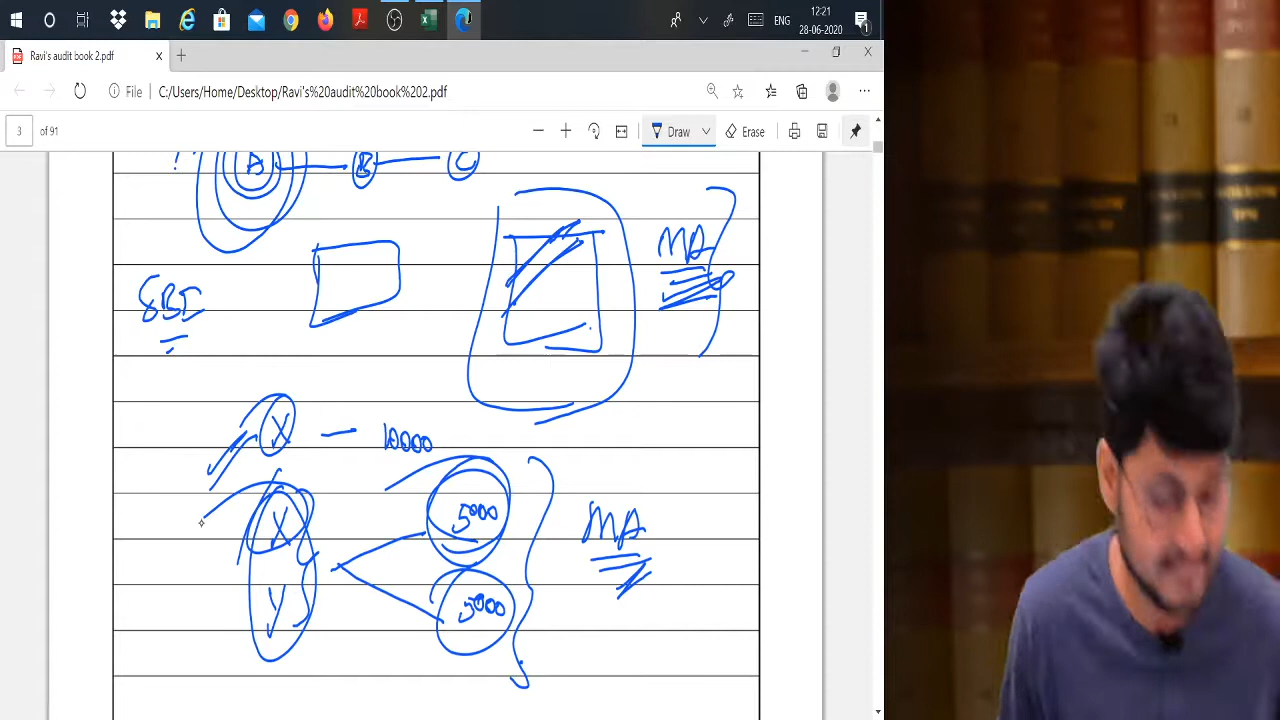 ENG
12:21
28-06-2020
1
Ravi's audit book 2.pdf
File
C:/Users/Home/Desktop/Ravi's%20audit%20book%202.pdf
3 of 91
Draw
Erase
A B C
MA
SBI
X - 10000
X
5000
MA
Y
5000